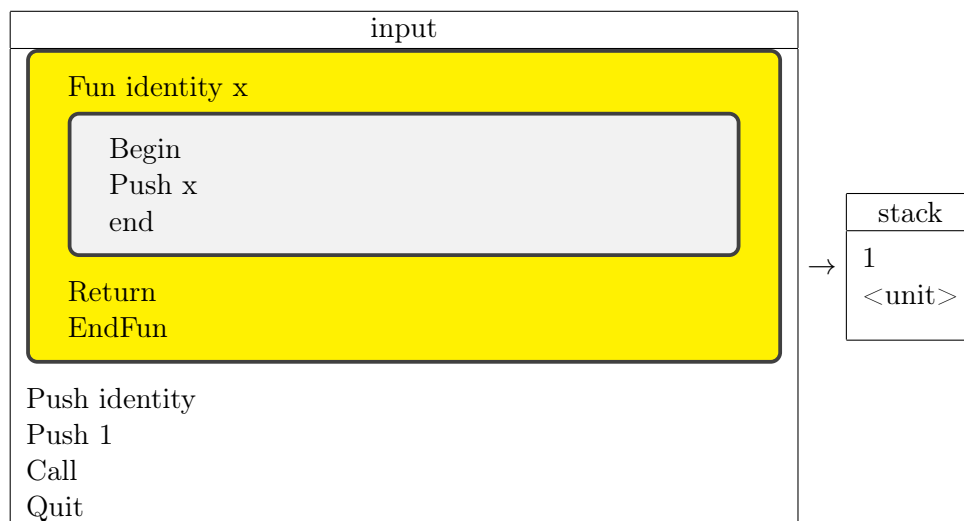 input
Fun identity x
Begin
Push x
end
Return
EndFun
Push identity
Push 1
Call
Quit
→
stack
1
<unit>